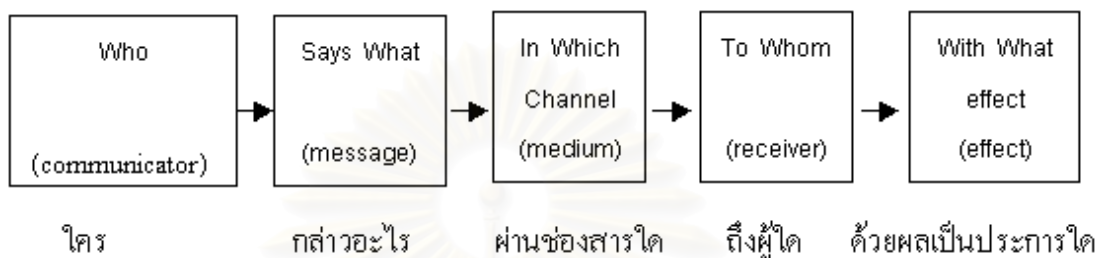 Who
(communicator)
Says What
(message)
In Which
Channel
(medium)
To Whom
(receiver)
With What
effect
(effect)
ใคร
กล่าวอะไร
ผ่านช่องสารใด
ถึงผู้ใด
ด้วยผลเป็นประการใด